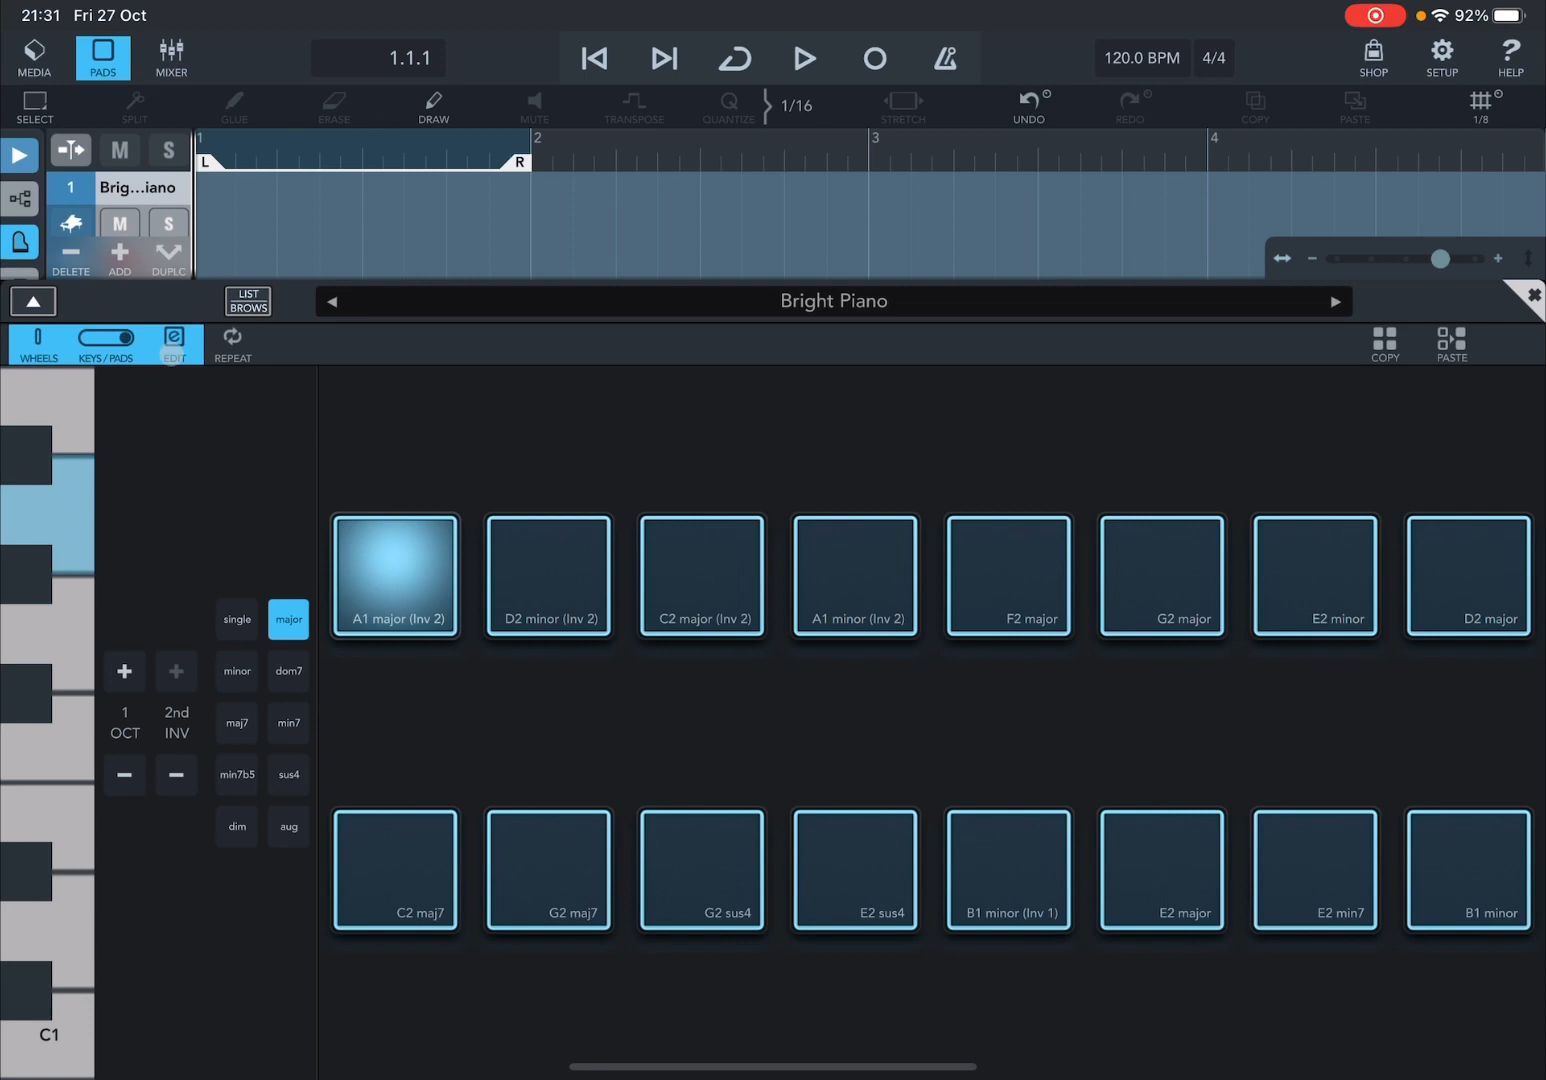 21:31 Fri 27 Oct
92%
MEDIA PADS MIXER
1.1.1
120.0 BPM 4/4
SHOP SETUP HELP
SELECT SPLIT GLUE ERASE DRAW MUTE TRANSPOSE QUANTIZE 1/16 STRETCH UNDO REDO COPY PASTE 1/8
M S
1 2 3 4
L R
1 Brig...iano
M S
DELETE ADD DUPLC
LIST
BROWS
Bright Piano
WHEELS KEYS / PADS EDIT REPEAT
COPY PASTE
single major
minor dom7
1 2nd
OCT INV
maj7 min7
min7b5 sus4
dim aug
A1 major (Inv 2) D2 minor (Inv 2) C2 major (Inv 2) A1 minor (Inv 2) F2 major G2 major E2 minor D2 major
C2 maj7 G2 maj7 G2 sus4 E2 sus4 B1 minor (Inv 1) E2 major E2 min7 B1 minor
C1